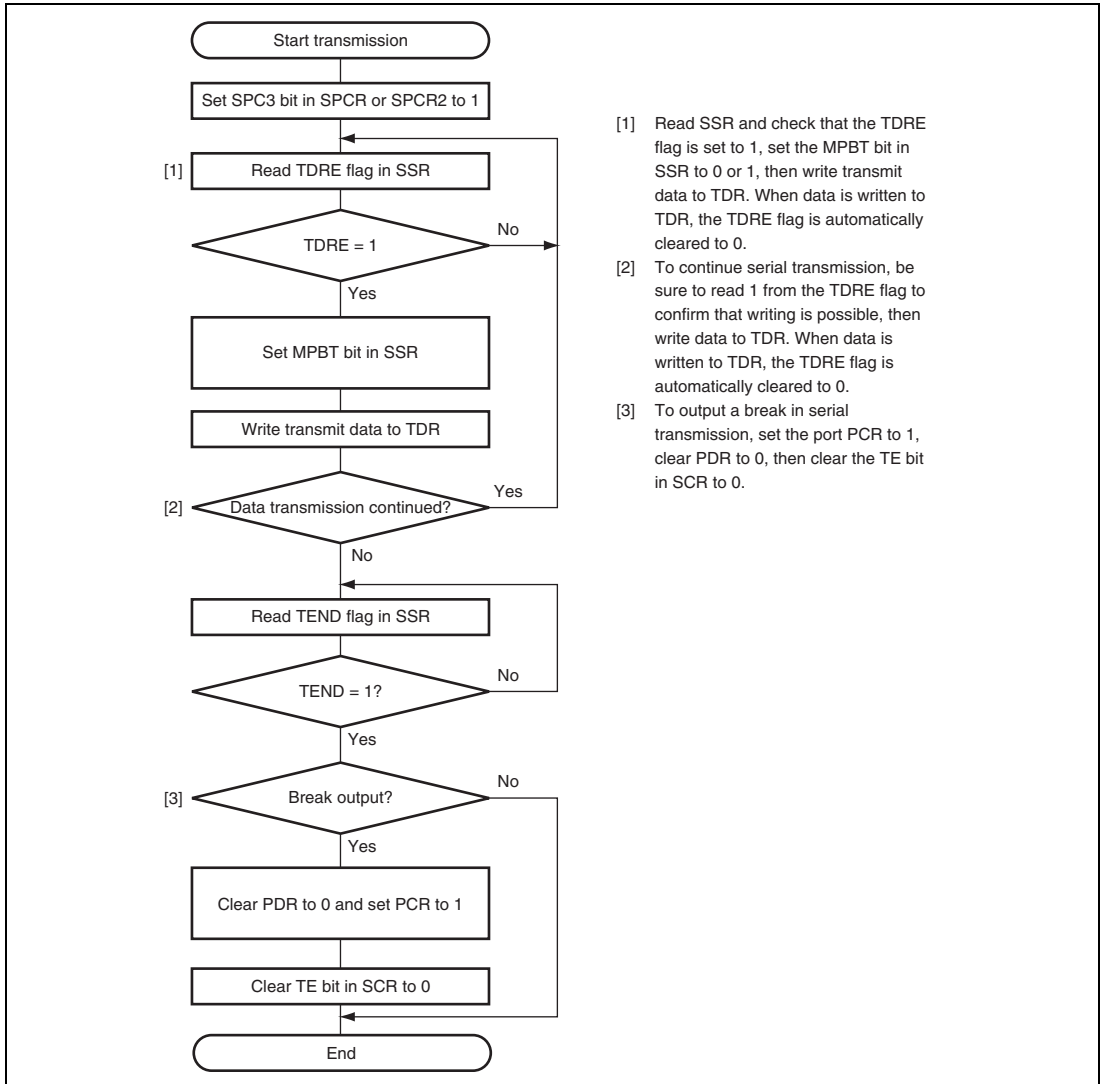 Start transmission
Set SPC3 bit in SPCR or SPCR2 to 1
[1]
Read TDRE flag in SSR
TDRE = 1
No
Yes
Set MPBT bit in SSR
Write transmit data to TDR
[2]
Data transmission continued?
Yes
No
Read TEND flag in SSR
TEND = 1?
No
Yes
[3]
Break output?
No
Yes
Clear PDR to 0 and set PCR to 1
Clear TE bit in SCR to 0
End
[1] Read SSR and check that the TDRE
flag is set to 1, set the MPBT bit in
SSR to 0 or 1, then write transmit
data to TDR. When data is written to
TDR, the TDRE flag is automatically
cleared to 0.
[2] To continue serial transmission, be
sure to read 1 from the TDRE flag to
confirm that writing is possible, then
write data to TDR. When data is
written to TDR, the TDRE flag is
automatically cleared to 0.
[3] To output a break in serial
transmission, set the port PCR to 1,
clear PDR to 0, then clear the TE bit
in SCR to 0.